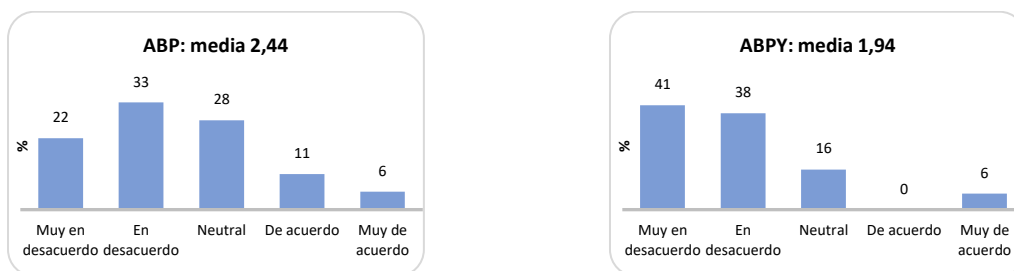 ABP: media 2,44
%
22
33
28
11
6
Muy en desacuerdo
En desacuerdo
Neutral
De acuerdo
Muy de acuerdo
ABPY: media 1,94
%
41
38
16
0
6
Muy en desacuerdo
En desacuerdo
Neutral
De acuerdo
Muy de acuerdo